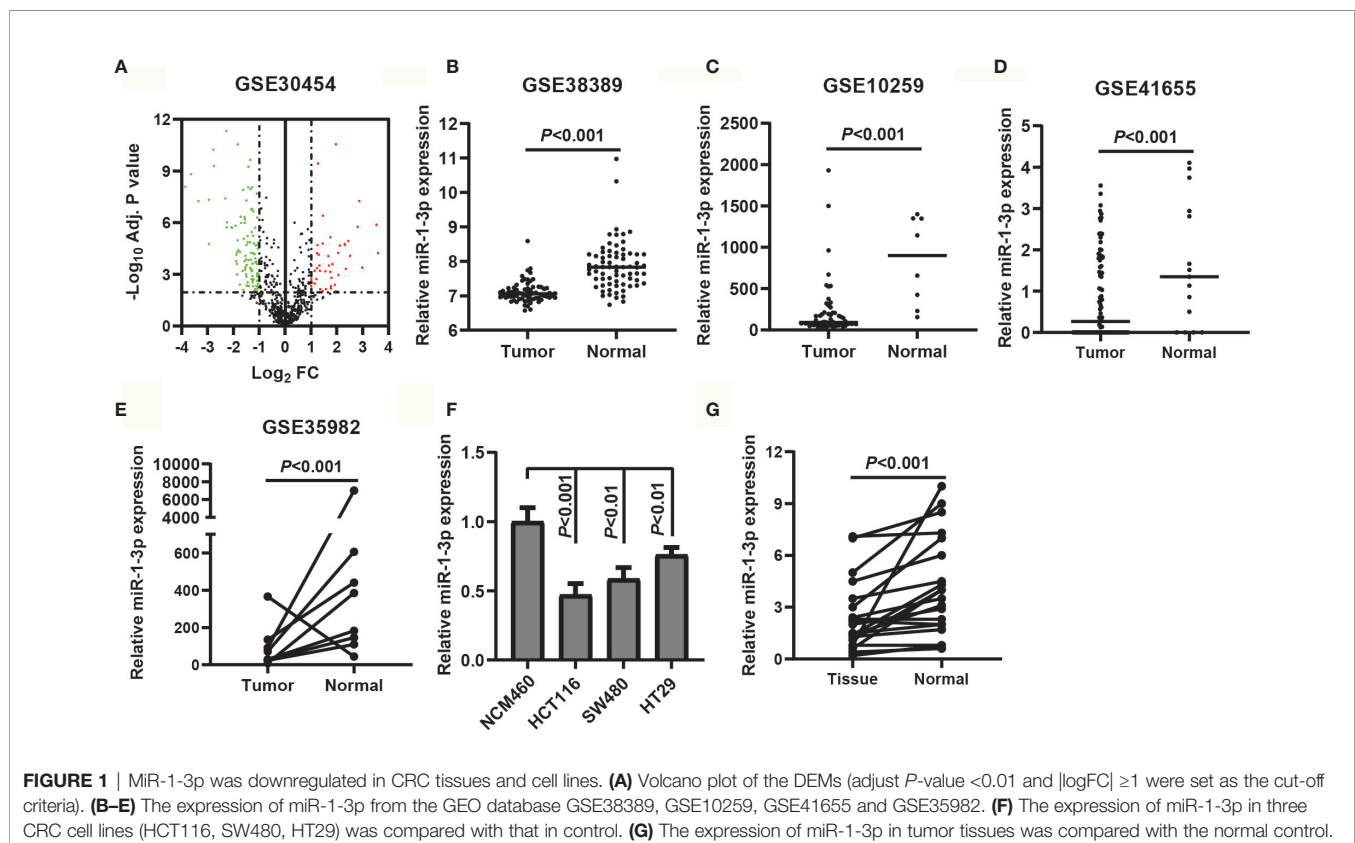 A
GSE30454
-Log10 Adj. P value
12
9
6
3
0
-4 -3 -2 -1 0 1 2 3 4
Log2 FC
B
GSE38389
P<0.001
Relative miR-1-3p expression
12
11
10
9
8
7
6
Tumor Normal
C
GSE10259
P<0.001
Relative miR-1-3p expression
2500
2000
1500
1000
500
0
Tumor Normal
D
GSE41655
P<0.001
Relative miR-1-3p expression
5
4
3
2
1
0
Tumor Normal
E
GSE35982
P<0.001
Relative miR-1-3p expression
10000
8000
6000
4000
600
400
200
0
Tumor Normal
F
Relative miR-1-3p expression
1.5
1.0
0.5
0.0
P<0.001
P<0.01
P<0.01
NCM460
HCT116
SW480
HT29
G
P<0.001
Relative miR-1-3p expression
12
9
6
3
0
Tissue Normal
FIGURE 1 | MiR-1-3p was downregulated in CRC tissues and cell lines. (A) Volcano plot of the DEMs (adjust P-value <0.01 and |logFC| ≥1 were set as the cut-off
criteria). (B–E) The expression of miR-1-3p from the GEO database GSE38389, GSE10259, GSE41655 and GSE35982. (F) The expression of miR-1-3p in three
CRC cell lines (HCT116, SW480, HT29) was compared with that in control. (G) The expression of miR-1-3p in tumor tissues was compared with the normal control.